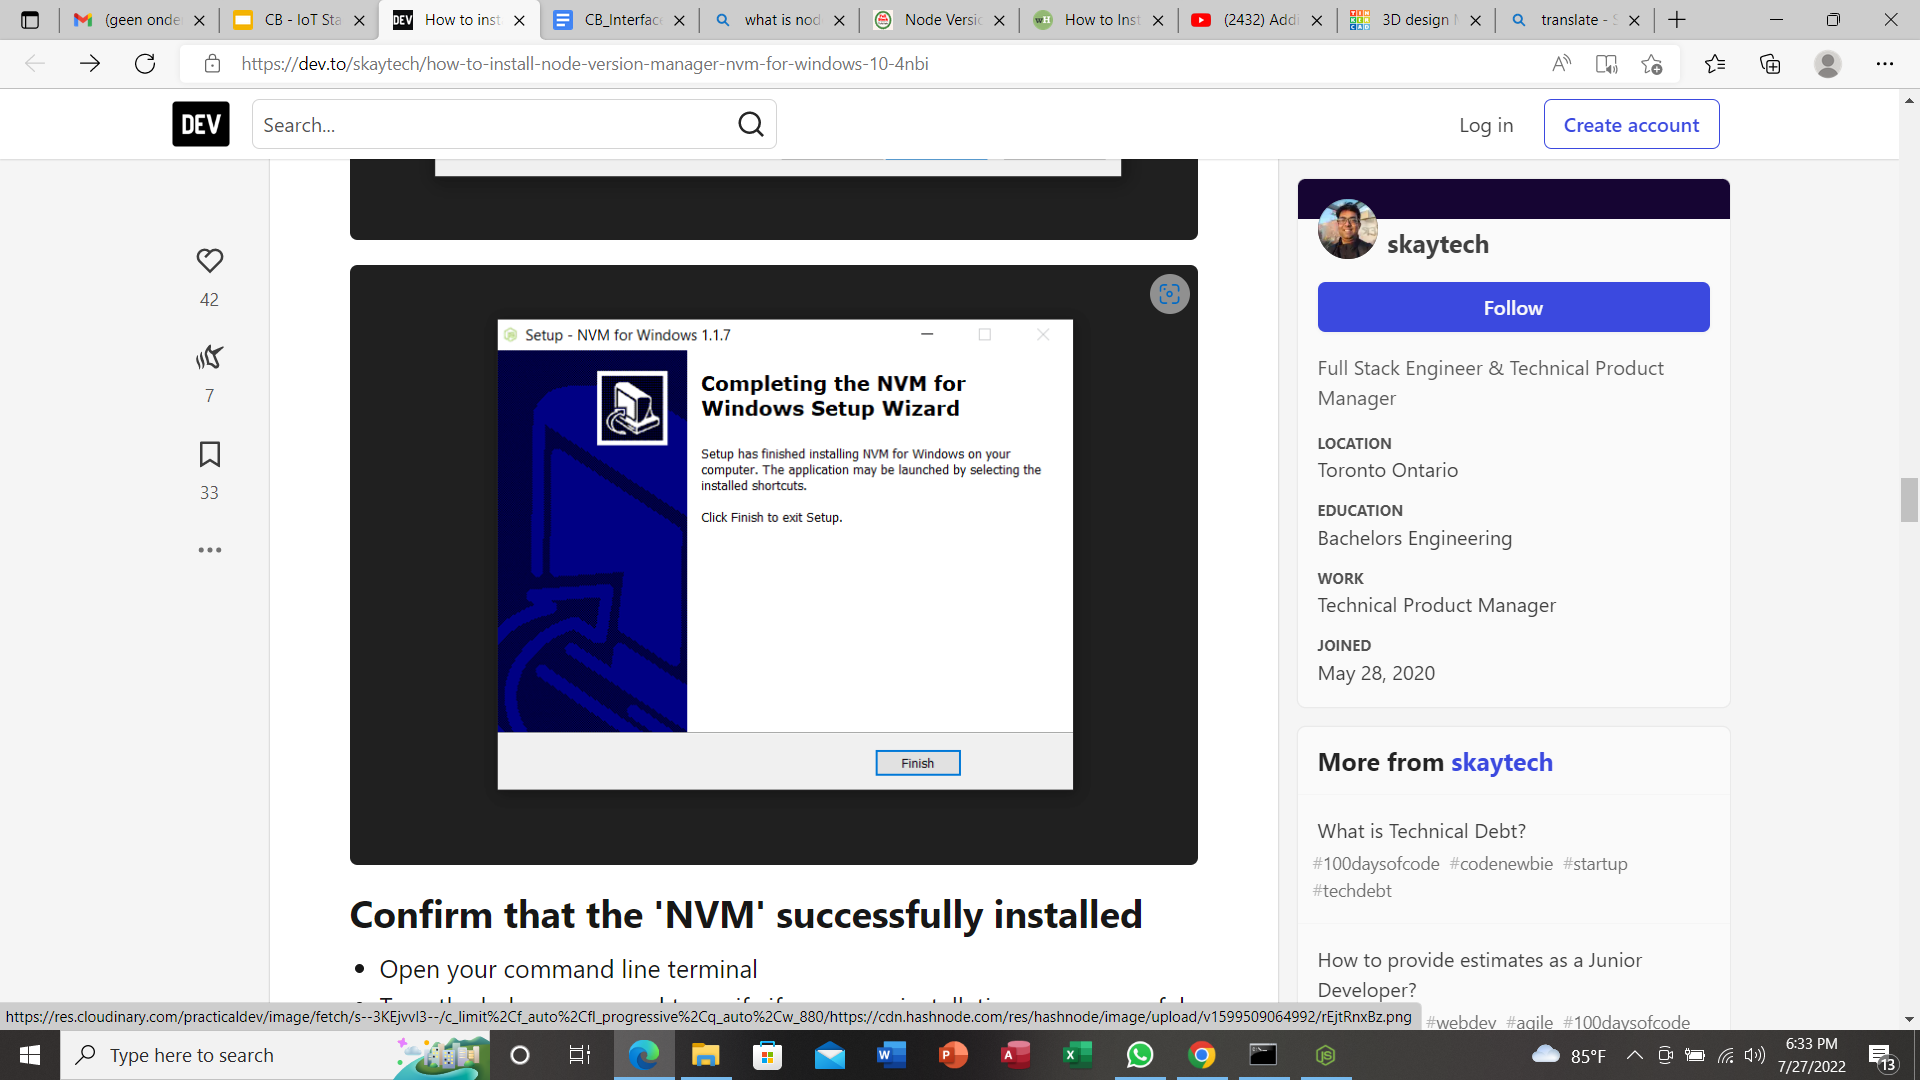 (geen onde
CB - IoT Sta
DEV How to inst
CB_Interface
what is nod
Node Versio
How to Inst
(2432) Addi
3D design
translate - S
https://dev.to/skaytech/how-to-install-node-version-manager-nvm-for-windows-10-4nbi
DEV
Search...
Log in
Create account
42
7
33
Setup - NVM for Windows 1.1.7
Completing the NVM for
Windows Setup Wizard
Setup has finished installing NVM for Windows on your
computer. The application may be launched by selecting the
installed shortcuts.
Click Finish to exit Setup.
Finish
Confirm that the 'NVM' successfully installed
• Open your command line terminal
skaytech
Follow
Full Stack Engineer & Technical Product
Manager
LOCATION
Toronto Ontario
EDUCATION
Bachelors Engineering
WORK
Technical Product Manager
JOINED
May 28, 2020
More from skaytech
What is Technical Debt?
#100daysofcode #codenewbie #startup
#techdebt
How to provide estimates as a Junior
Developer?
#webdev #agile #100daysofcode
https://res.cloudinary.com/practicaldev/image/fetch/s--3KEjvvI3--/c_limit%2Cf_auto%2Cfl_progressive%2Cq_auto%2Cw_880/https://cdn.hashnode.com/res/hashnode/image/upload/v1599509064992/rEjtRnxBz.png
Type here to search
85°F
6:33 PM
7/27/2022
13